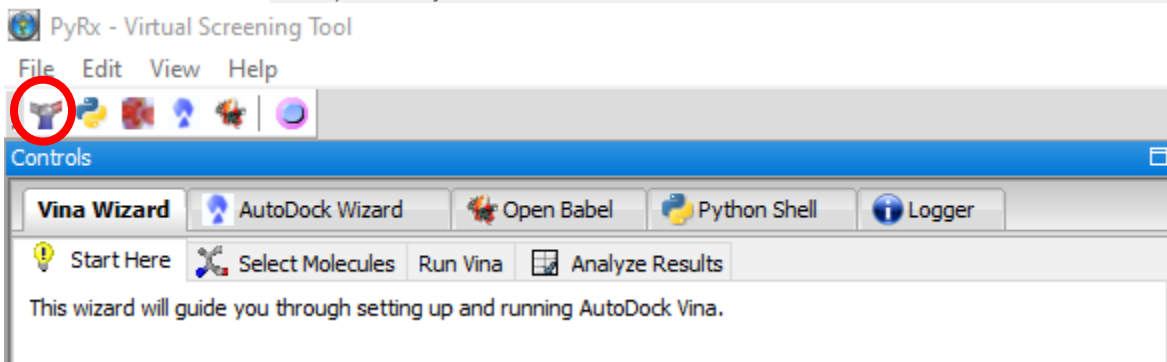 PyRx - Virtual Screening Tool
File Edit View Help
Controls
Vina Wizard AutoDock Wizard Open Babel Python Shell Logger
Start Here Select Molecules Run Vina Analyze Results
This wizard will guide you through setting up and running AutoDock Vina.